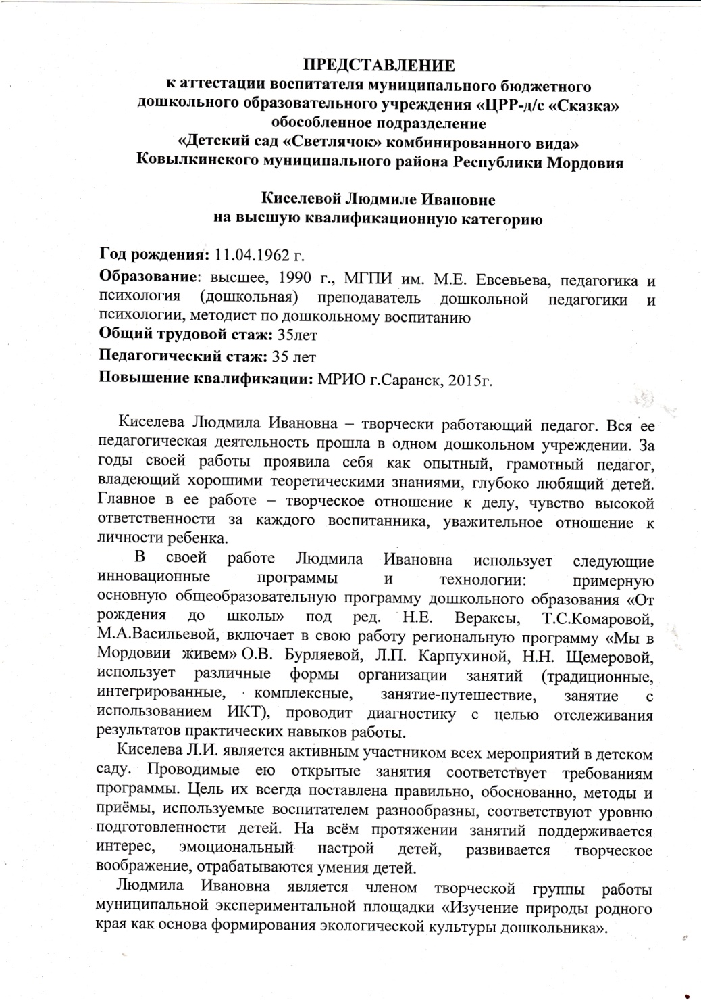 ПРЕДСТАВЛЕНИЕ
к аттестации воспитателя муниципального бюджетного
дошкольного образовательного учреждения «ЦРР-д/с «Сказка»
обособленное подразделение
«Детский сад «Светлячок» комбинированного вида»
Ковылкинского муниципального района Республики Мордовия
Киселевой Людмиле Ивановне
на высшую квалификационную категорию
Год рождения: 11.04.1962 г.
Образование: высшее, 1990 г., МГПИ им. М.Е. Евсевьева, педагогика и
психология (дошкольная) преподаватель дошкольной педагогики и
психологии, методист по дошкольному воспитанию
Общий трудовой стаж: 35лет
Педагогический стаж: 35 лет
Повышение квалификации: МРИО г.Саранск, 2015г.
Киселева Людмила Ивановна – творчески работающий педагог. Вся ее
педагогическая деятельность прошла в одном дошкольном учреждении. За
годы своей работы проявила себя как опытный, грамотный педагог,
владеющий хорошими теоретическими знаниями, глубоко любящий детей.
Главное в ее работе – творческое отношение к делу, чувство высокой
ответственности за каждого воспитанника, уважительное отношение к
личности ребенка.
В своей работе Людмила Ивановна использует следующие
инновационные программы и технологии: примерную
основную общеобразовательную программу дошкольного образования «От
рождения до школы» под ред. Н.Е. Вераксы, Т.С.Комаровой,
М.А.Васильевой, включает в свою работу региональную программу «Мы в
Мордовии живем» О.В. Бурляевой, Л.П. Карпухиной, Н.Н. Щемеровой,
использует различные формы организации занятий (традиционные,
интегрированные, комплексные, занятие-путешествие, занятие с
использованием ИКТ), проводит диагностику с целью отслеживания
результатов практических навыков работы.
Киселева Л.И. является активным участником всех мероприятий в детском
саду. Проводимые ею открытые занятия соответствует требованиям
программы. Цель их всегда поставлена правильно, обоснованно, методы и
приёмы, используемые воспитателем разнообразны, соответствуют уровню
подготовленности детей. На всём протяжении занятий поддерживается
интерес, эмоциональный настрой детей, развивается творческое
воображение, отрабатываются умения детей.
Людмила Ивановна является членом творческой группы работы
муниципальной экспериментальной площадки «Изучение природы родного
края как основа формирования экологической культуры дошкольника».